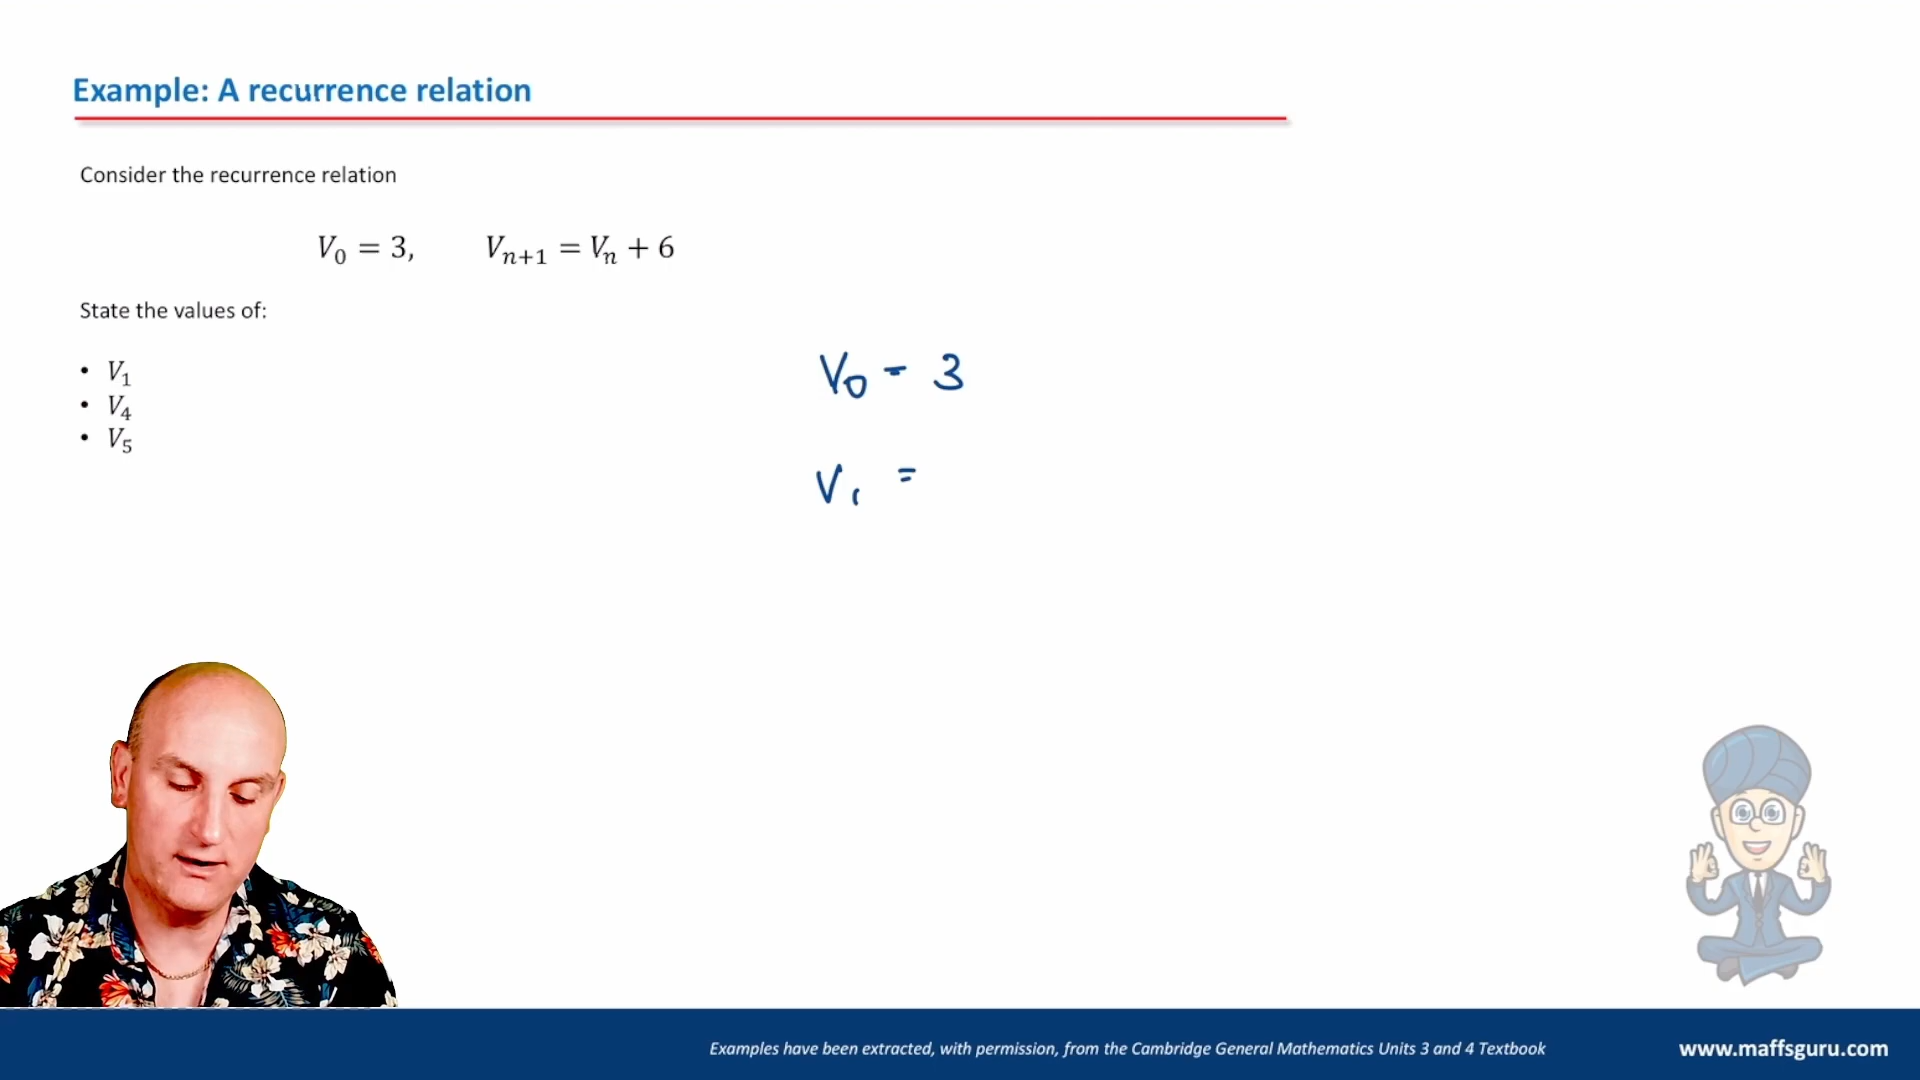 Example: A recurrence relation
Consider the recurrence relation
V₀ = 3, Vₙ₊₁ = Vₙ + 6
State the values of:
• V₁
• V₄
• V₅
V₀ = 3
V₁ =
Examples have been extracted, with permission, from the Cambridge General Mathematics Units 3 and 4 Textbook
www.maffsguru.com